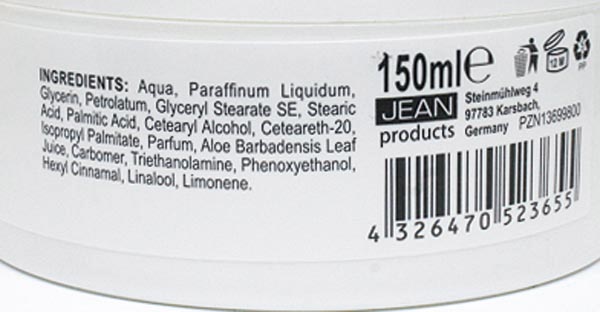 INGREDIENTS: Aqua, Paraffinum Liquidum,
Glycerin, Petrolatum, Glyceryl Stearate SE, Stearic
Acid, Palmitic Acid, Cetearyl Alcohol, Ceteareth-20,
Isopropyl Palmitate, Parfum, Aloe Barbadensis Leaf
Juice, Carbomer, Triethanolamine, Phenoxyethanol,
Hexyl Cinnamal, Linalool, Limonene.
150ml℮
12 M
PP
JEAN
products
Steinmühlweg 4
97783 Karsbach,
Germany PZN13699800
4 326470 523655